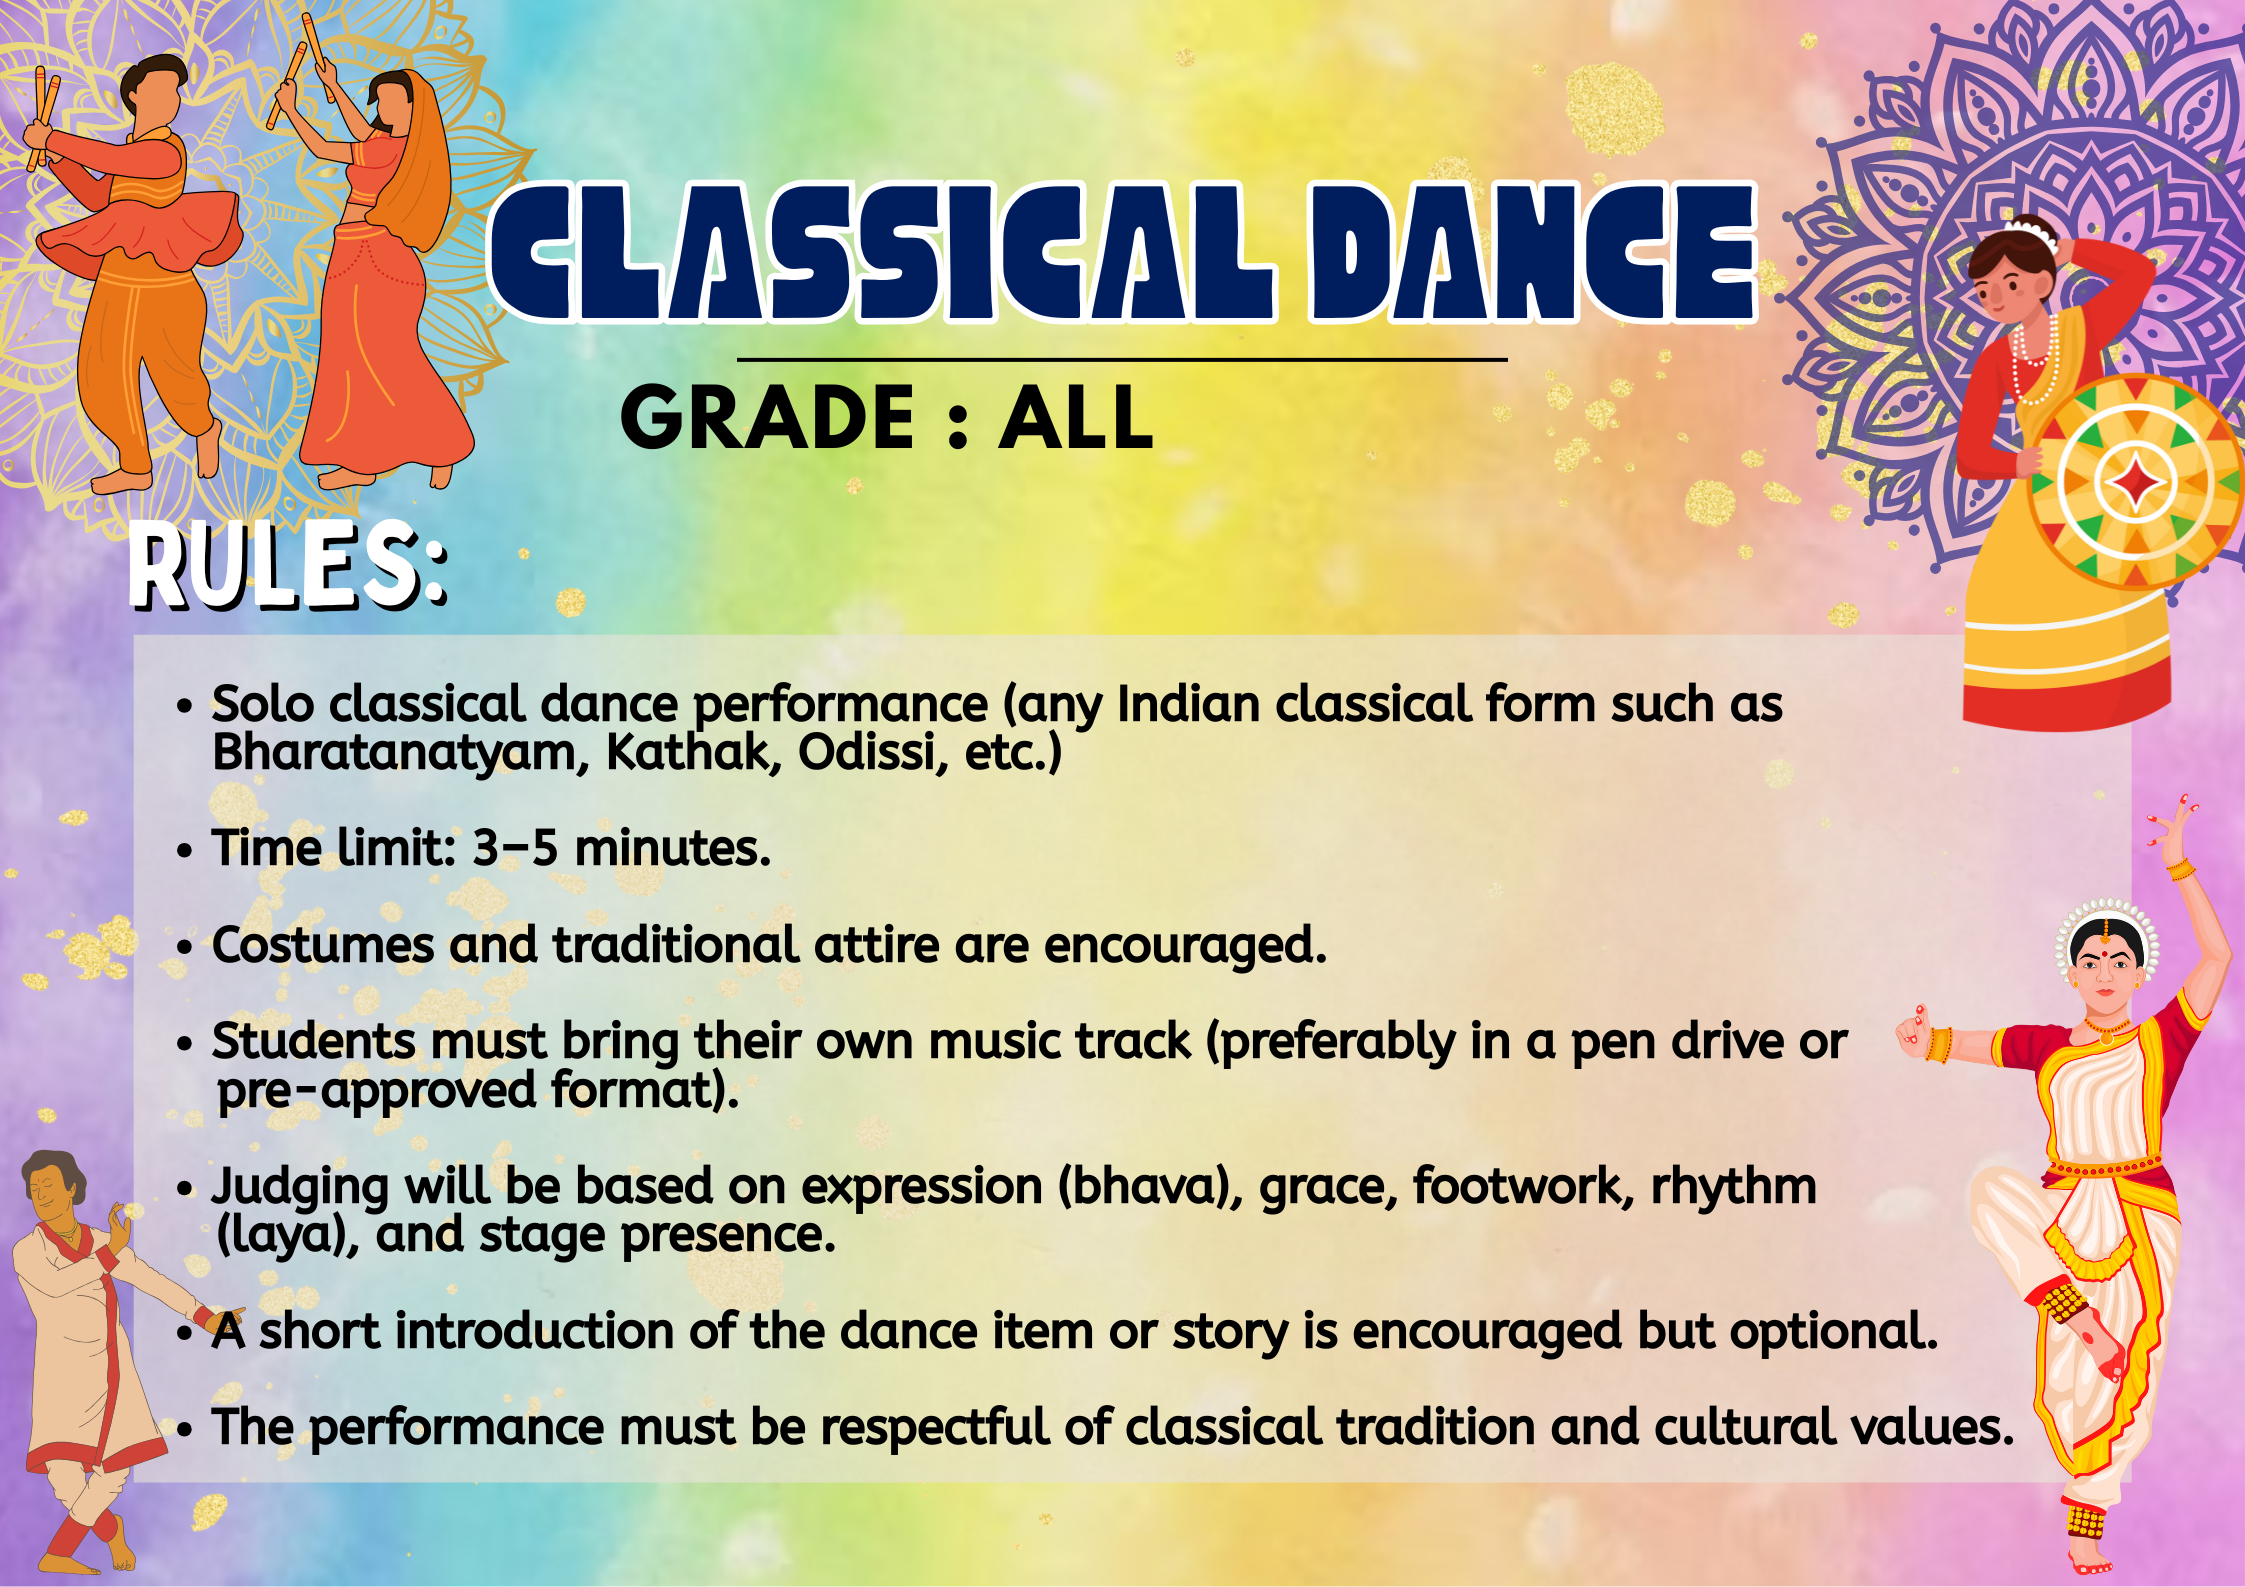 CLASSICAL DANCE
GRADE : ALL
RULES:
• Solo classical dance performance (any Indian classical form such as
Bharatanatyam, Kathak, Odissi, etc.)
• Time limit: 3–5 minutes.
• Costumes and traditional attire are encouraged.
• Students must bring their own music track (preferably in a pen drive or
pre-approved format).
• Judging will be based on expression (bhava), grace, footwork, rhythm
(laya), and stage presence.
• A short introduction of the dance item or story is encouraged but optional.
• The performance must be respectful of classical tradition and cultural values.